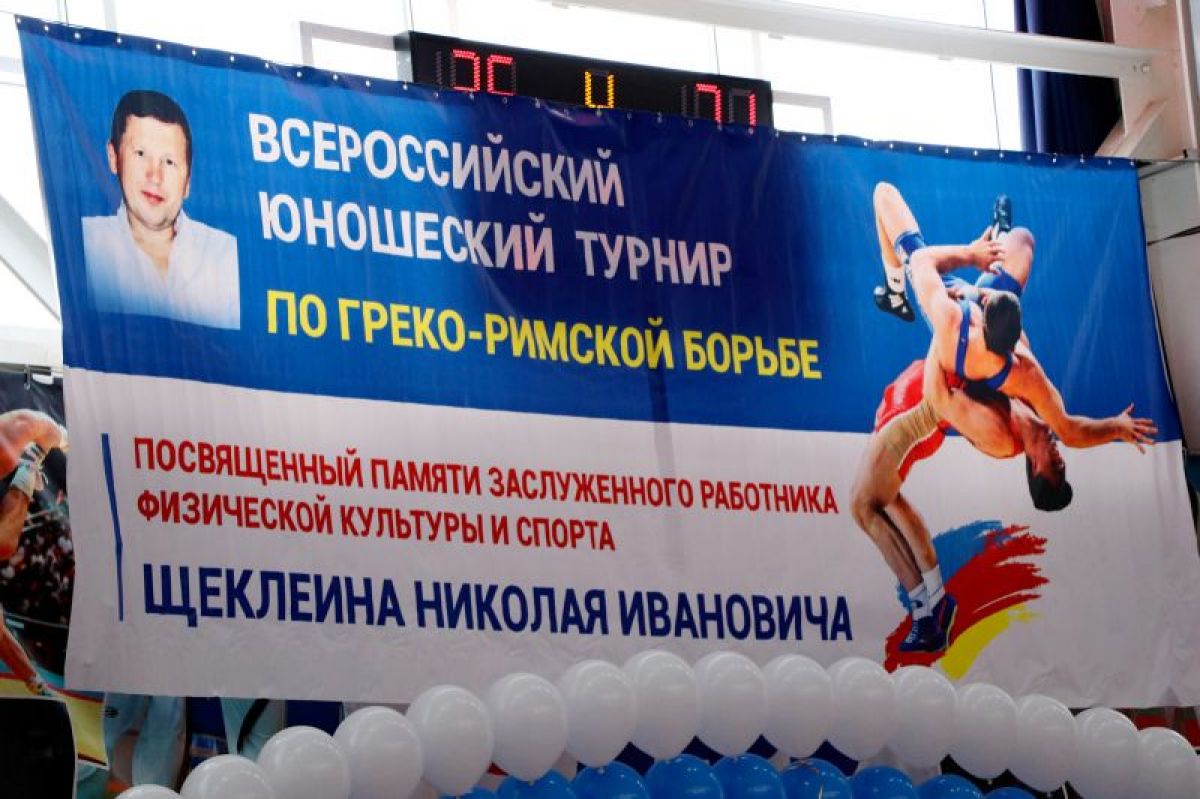 ВСЕРОССИЙСКИЙ
ЮНОШЕСКИЙ ТУРНИР
ПО ГРЕКО-РИМСКОЙ БОРЬБЕ
ПОСВЯЩЕННЫЙ ПАМЯТИ ЗАСЛУЖЕННОГО РАБОТНИКА
ФИЗИЧЕСКОЙ КУЛЬТУРЫ И СПОРТА
ЩЕКЛЕИНА НИКОЛАЯ ИВАНОВИЧА